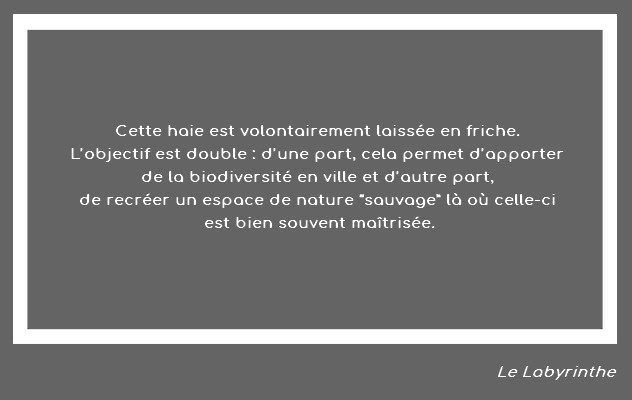 Cette haie est volontairement laissée en friche.
L'objectif est double : d'une part, cela permet d'apporter
de la biodiversité en ville et d'autre part,
de recréer un espace de nature "sauvage" là où celle-ci
est bien souvent maîtrisée.
Le Labyrinthe